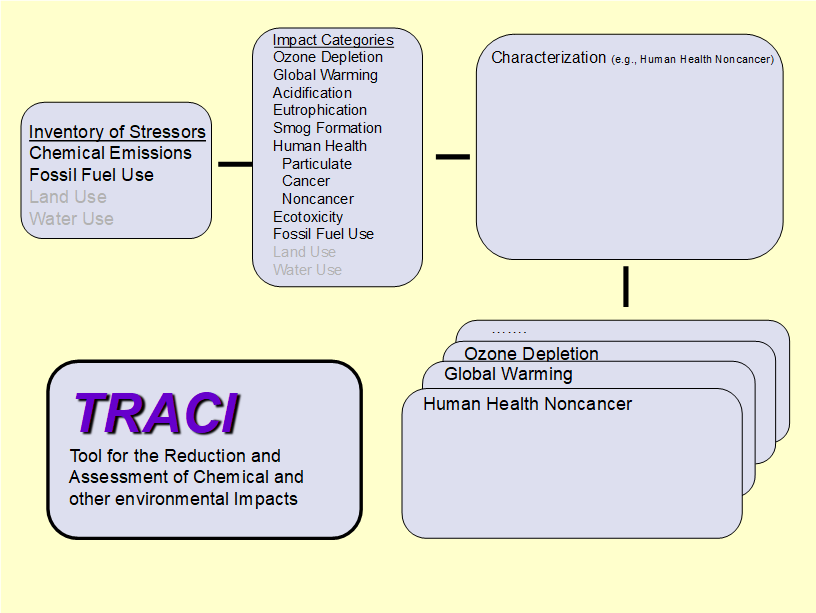 Inventory of Stressors
Chemical Emissions
Fossil Fuel Use
Land Use
Water Use
Impact Categories
Ozone Depletion
Global Warming
Acidification
Eutrophication
Smog Formation
Human Health
Particulate
Cancer
Noncancer
Ecotoxicity
Fossil Fuel Use
Land Use
Water Use
Characterization (e.g., Human Health Noncancer)
.......
Ozone Depletion
Global Warming
Human Health Noncancer
TRACI
Tool for the Reduction and
Assessment of Chemical and
other environmental Impacts